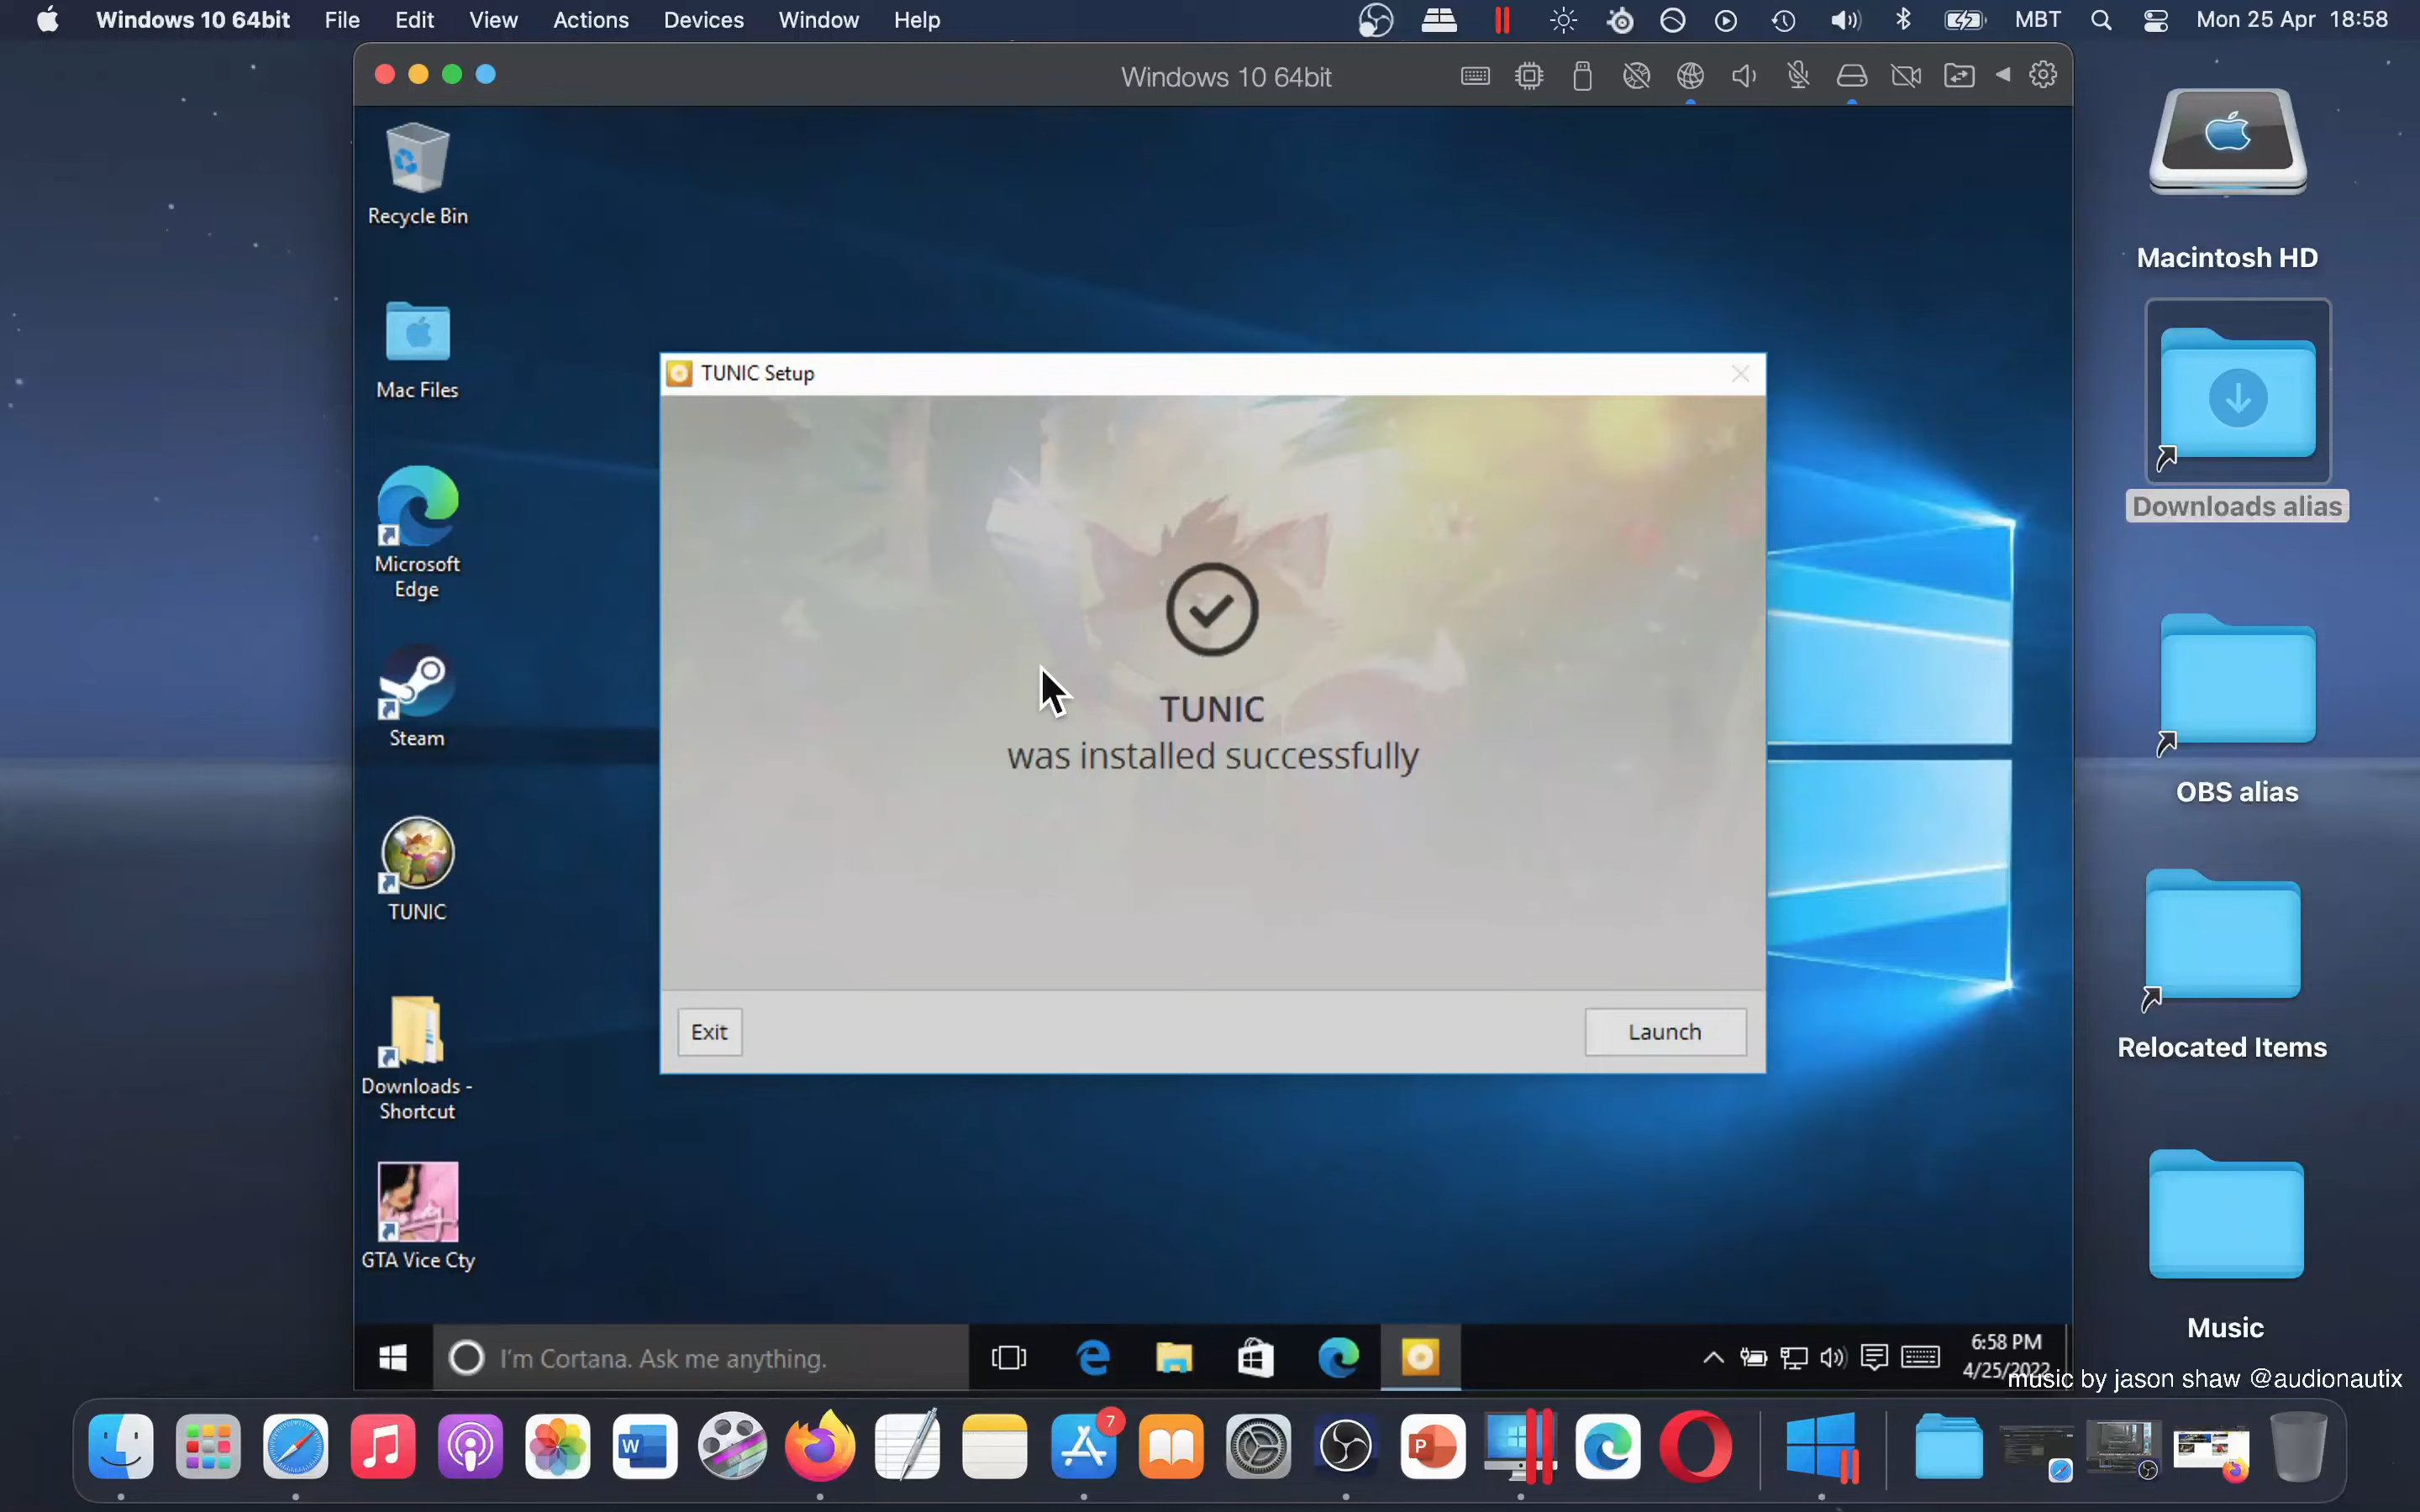 Windows 10 64bit File Edit View Actions Devices Window Help MBT Mon 25 Apr 18:58
Windows 10 64bit
Recycle Bin
Mac Files
Microsoft
Edge
Steam
TUNIC
Downloads -
Shortcut
GTA Vice Cty
TUNIC Setup
TUNIC
was installed successfully
Exit
Launch
Macintosh HD
Downloads alias
OBS alias
Relocated Items
Music
I'm Cortana. Ask me anything.
6:58 PM
4/25/2022
music by jason shaw @audionautix
7
W
P